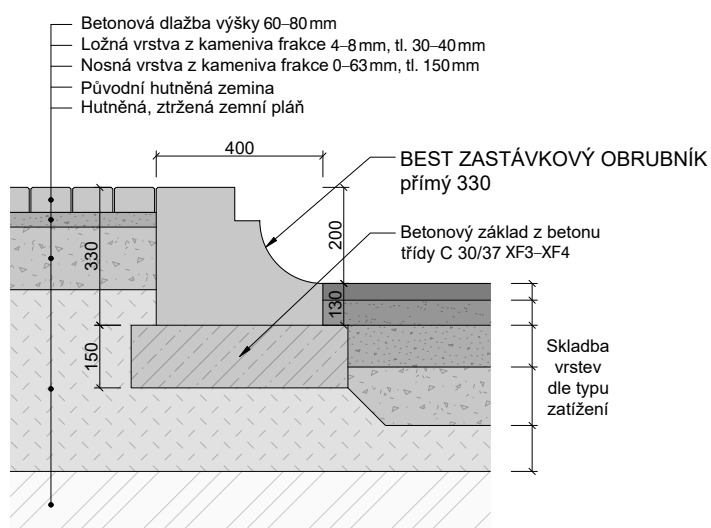 Betonová dlažba výšky 60–80 mm
Ložná vrstva z kameniva frakce 4–8 mm, tl. 30–40 mm
Nosná vrstva z kameniva frakce 0–63 mm, tl. 150 mm
Původní hutněná zemina
Hutněná, ztržená zemní pláň
400
BEST ZASTÁVKOVÝ OBRUBNÍK
přímý 330
Betonový základ z betonu
třídy C 30/37 XF3–XF4
330
200
130
150
Skladba
vrstev
dle typu
zatížení